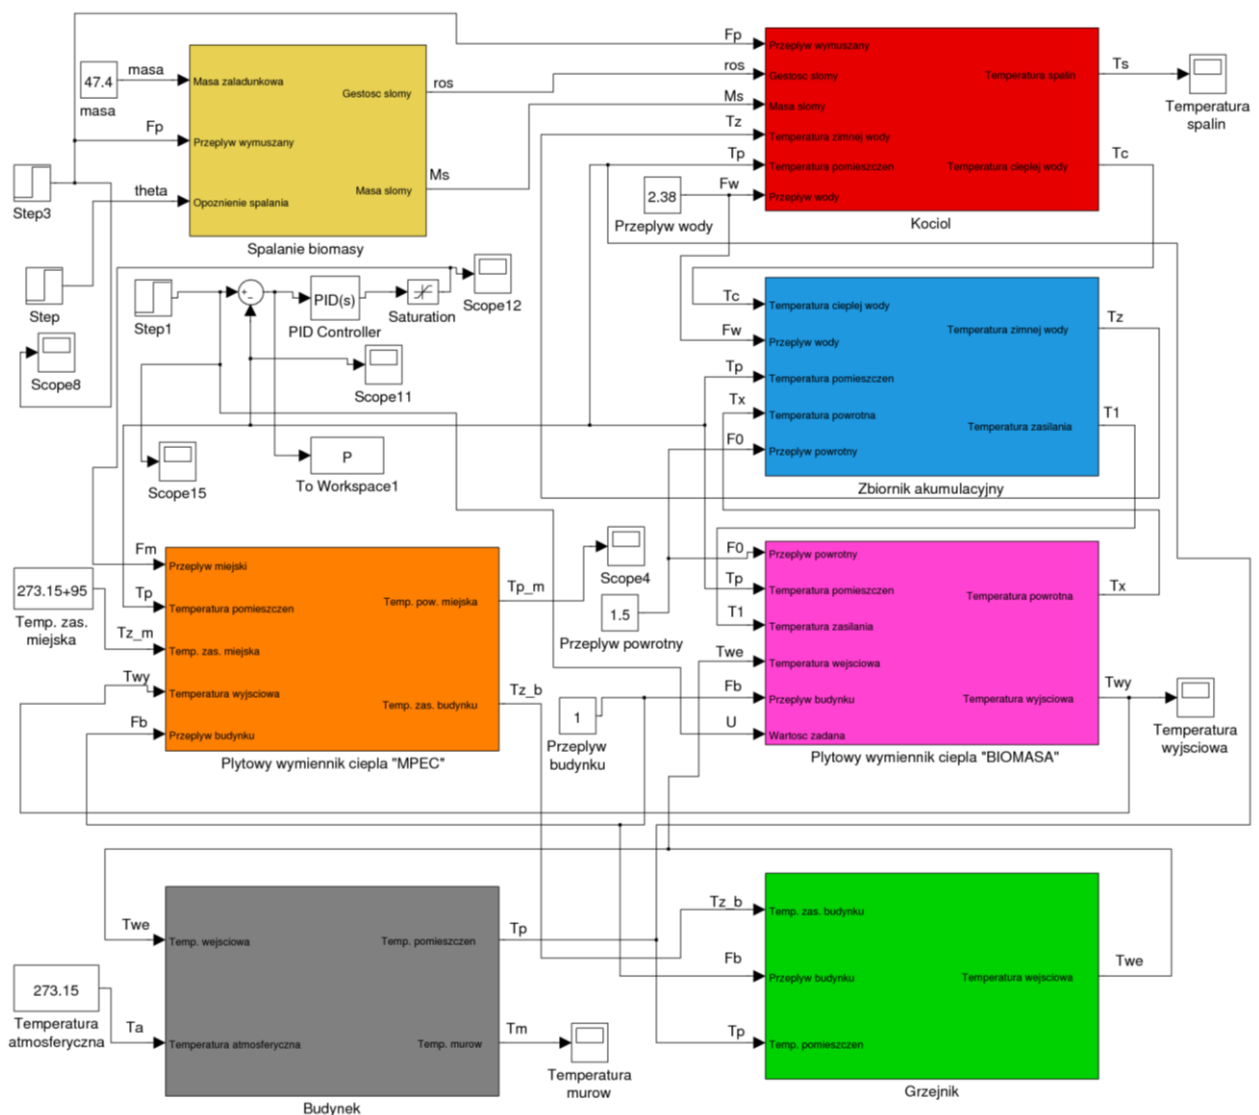 masa
47.4
masa
Fp
theta
Step3
Masa zaladunkowa
Gestosc slomy
Przeplyw wymuszany
Masa slomy
Opoznienie spalania
Spalanie biomasy
ros
Ms
Fp
ros
Ms
Tz
Tp
Fw
2.38
Przeplyw wody
Przeplyw wymuszany
Gestosc slomy
Temperatura spalin
Masa slomy
Temperatura zimnej wody
Temperatura pomieszczen
Temperatura cieplej wody
Przeplyw wody
Kociol
Ts
Temperatura
spalin
Tc
Step
Scope8
Step1
+
-
PID(s)
PID Controller
Saturation
Scope12
Scope11
Scope15
P
To Workspace1
Tc
Fw
Tp
Tx
F0
Temperatura cieplej wody
Temperatura zimnej wody
Przeplyw wody
Temperatura pomieszczen
Temperatura powrotna
Temperatura zasilania
Przeplyw powrotny
Zbiornik akumulacyjny
Tz
T1
273.15+95
Temp. zas.
miejska
Fm
Tp
Tz_m
Twy
Fb
Przeplyw miejski
Temp. pow. miejska
Temperatura pomieszczen
Temp. zas. miejska
Temperatura wyjsciowa
Temp. zas. budynku
Przeplyw budynku
Plytowy wymiennik ciepla "MPEC"
Tp_m
Tz_b
Scope4
1.5
Przeplyw powrotny
1
Przeplyw
budynku
F0
Tp
T1
Twe
Fb
U
Przeplyw powrotny
Temperatura pomieszczen
Temperatura powrotna
Temperatura zasilania
Temperatura wejsciowa
Przeplyw budynku
Temperatura wyjsciowa
Wartosc zadana
Plytowy wymiennik ciepla "BIOMASA"
Tx
Twy
Temperatura
wyjsciowa
Twe
273.15
Temperatura
atmosferyczna
Ta
Temp. wejsciowa
Temp. pomieszczen
Temperatura atmosferyczna
Temp. murow
Budynek
Tp
Tm
Temperatura
murow
Tz_b
Fb
Tp
Temp. zas. budynku
Przeplyw budynku
Temperatura wejsciowa
Temp. pomieszczen
Grzejnik
Twe